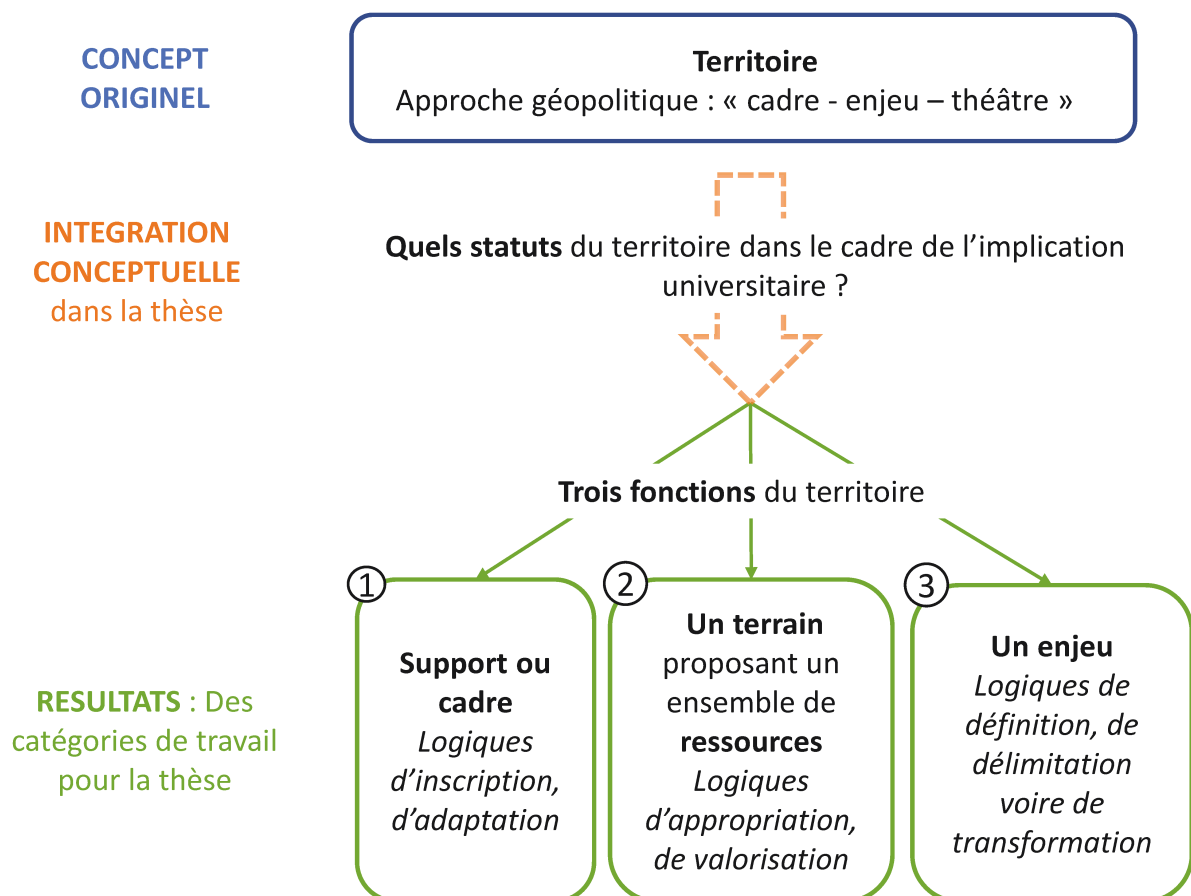 CONCEPT
ORIGINEL
Territoire
Approche géopolitique : « cadre - enjeu – théâtre »
INTEGRATION
CONCEPTUELLE
dans la thèse
Quels statuts du territoire dans le cadre de l’implication
universitaire ?
Trois fonctions du territoire
RESULTATS : Des
catégories de travail
pour la thèse
1
Support ou
cadre
Logiques
d’inscription,
d’adaptation
2
Un terrain
proposant un
ensemble de
ressources
Logiques
d’appropriation,
de valorisation
3
Un enjeu
Logiques de
définition, de
délimitation
voire de
transformation